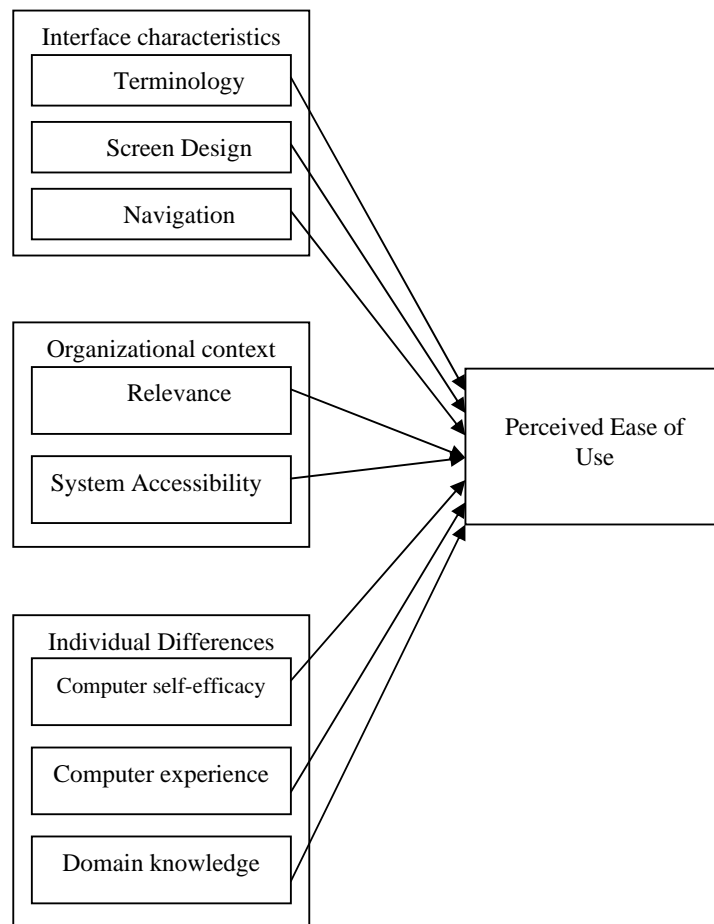 Interface characteristics
Terminology
Screen Design
Navigation
Organizational context
Relevance
System Accessibility
Individual Differences
Computer self-efficacy
Computer experience
Domain knowledge
Perceived Ease of
Use